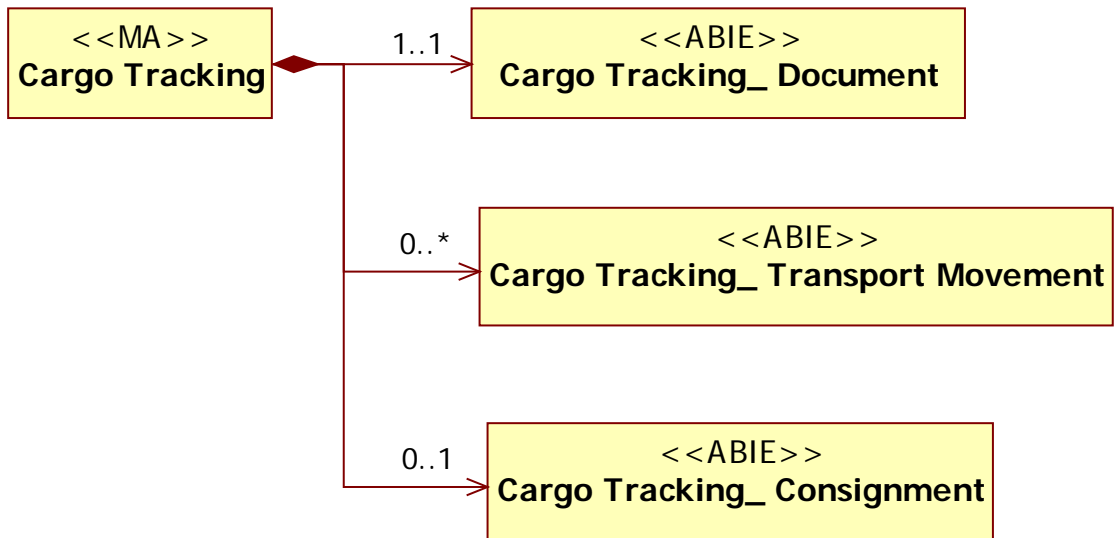 <<MA>>
Cargo Tracking
1..1
<<ABIE>>
Cargo Tracking_ Document
0..*
<<ABIE>>
Cargo Tracking_ Transport Movement
0..1
<<ABIE>>
Cargo Tracking_ Consignment